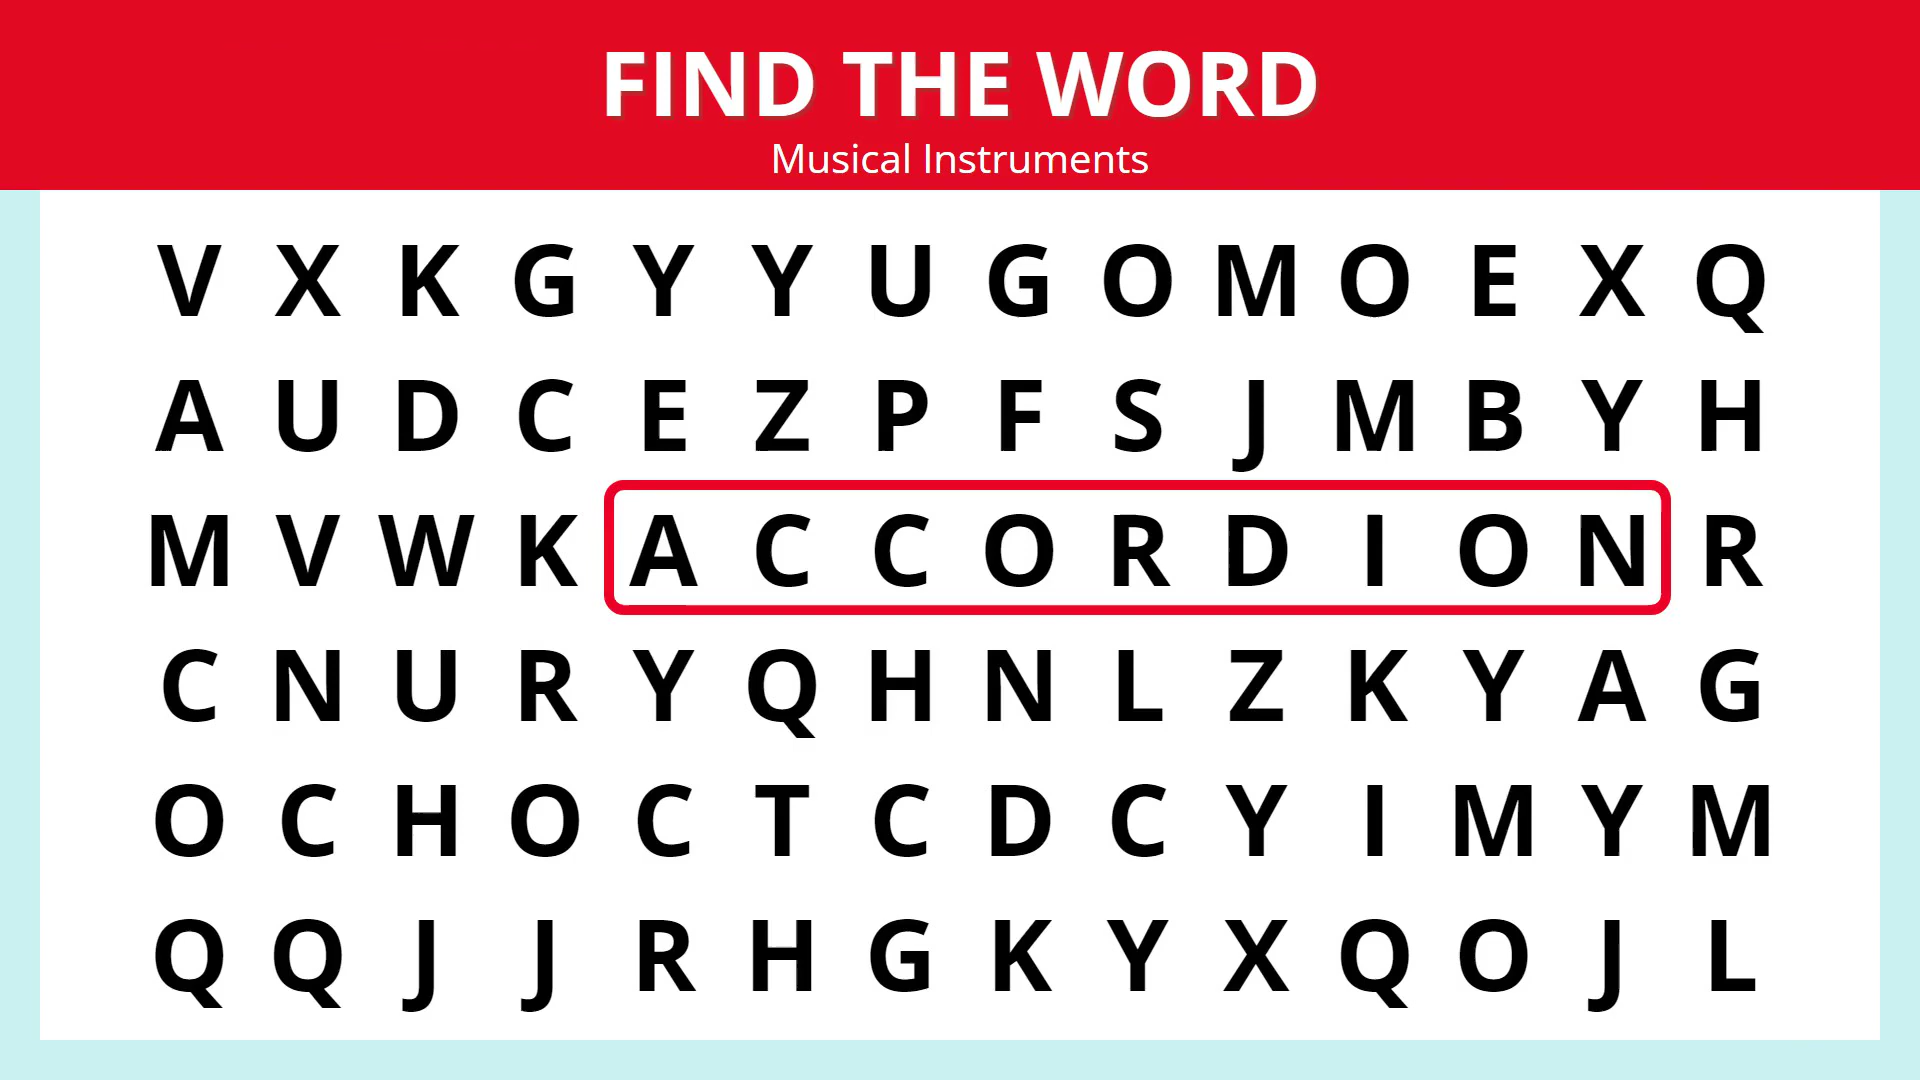 FIND THE WORD
Musical Instruments
V X K G Y Y U G O M O E X Q
A U D C E Z P F S J M B Y H
M V W K A C C O R D I O N R
C N U R Y Q H N L Z K Y A G
O C H O C T C D C Y I M Y M
Q Q J J R H G K Y X Q O J L